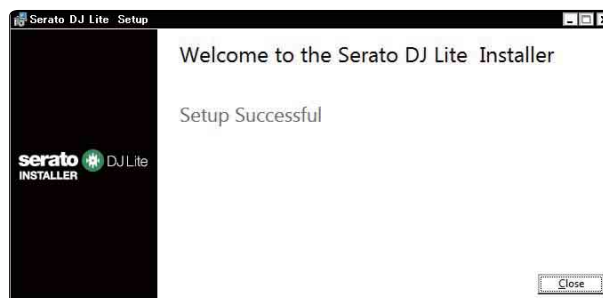 Serato DJ Lite Setup
Welcome to the Serato DJ Lite Installer
Setup Successful
serato DJ Lite
INSTALLER
Close